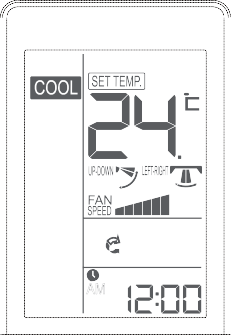 COOL
SET TEMP.
24.
℃
UP-DOWN LEFT-RIGHT
FAN
SPEED
AM
12:00